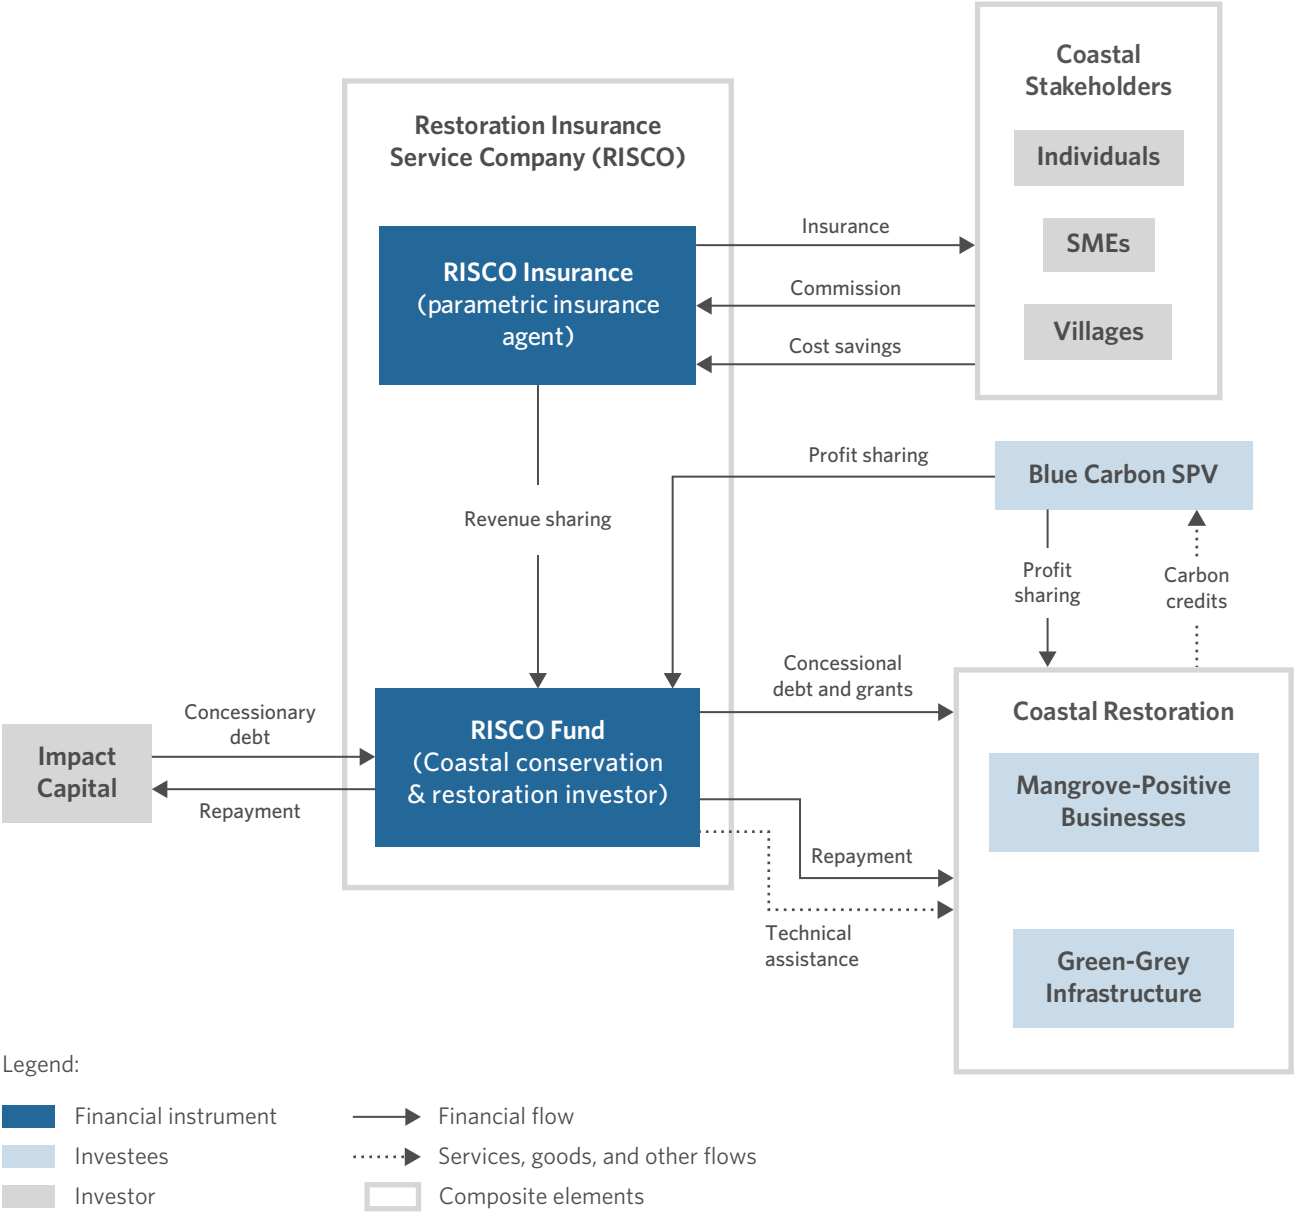 Coastal
Stakeholders
Individuals
SMEs
Villages
Restoration Insurance
Service Company (RISCO)
RISCO Insurance
(parametric insurance
agent)
Insurance
Commission
Cost savings
Revenue sharing
Profit sharing
Blue Carbon SPV
Profit
sharing
Carbon
credits
Impact
Capital
Concessionary
debt
Repayment
RISCO Fund
(Coastal conservation
& restoration investor)
Concessional
debt and grants
Repayment
Technical
assistance
Coastal Restoration
Mangrove-Positive
Businesses
Green-Grey
Infrastructure
Legend:
Financial instrument
Investees
Investor
Financial flow
Services, goods, and other flows
Composite elements